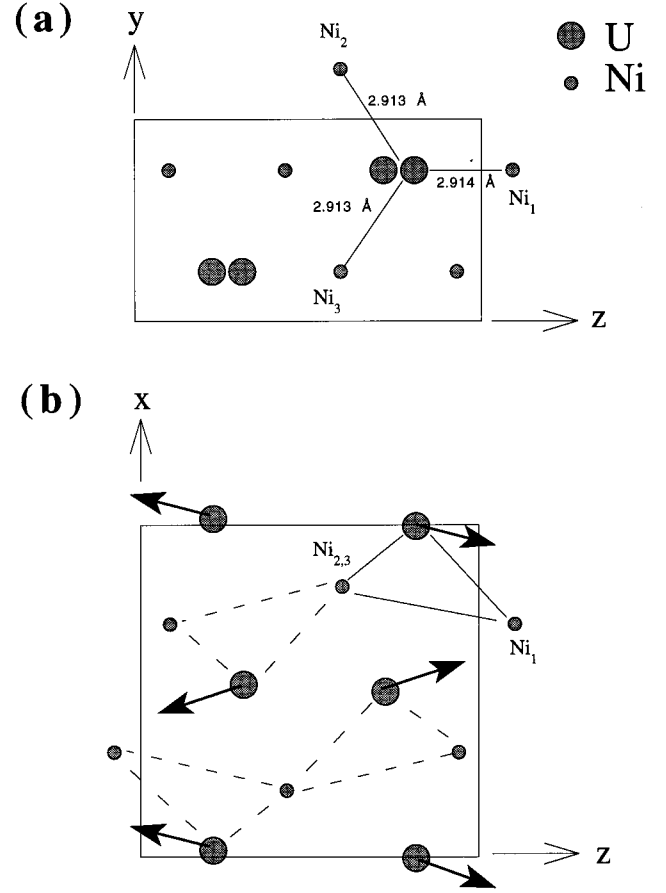 (a)
y
Ni2
U
Ni
2.913 Å
2.914 Å
Ni1
2.913 Å
Ni3
z
(b)
x
Ni2,3
Ni1
z